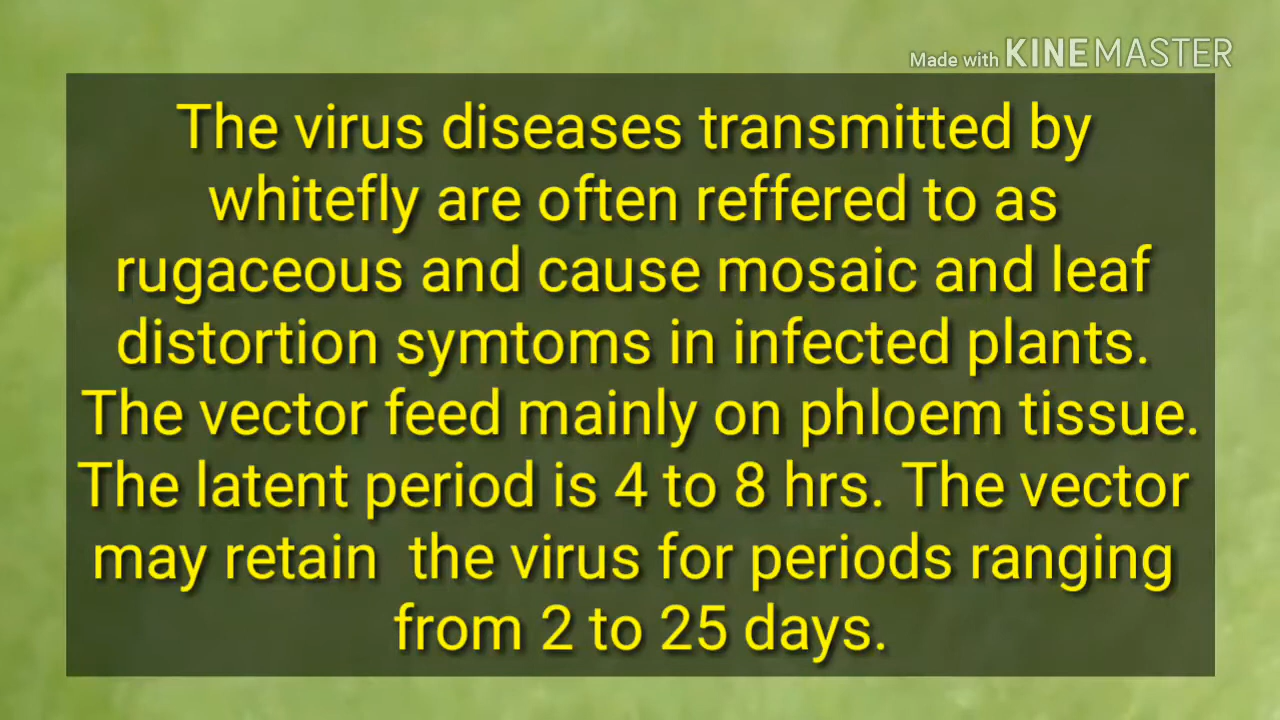 Made with KINEMASTER
The virus diseases transmitted by
whitefly are often reffered to as
rugaceous and cause mosaic and leaf
distortion symtoms in infected plants.
The vector feed mainly on phloem tissue.
The latent period is 4 to 8 hrs. The vector
may retain the virus for periods ranging
from 2 to 25 days.